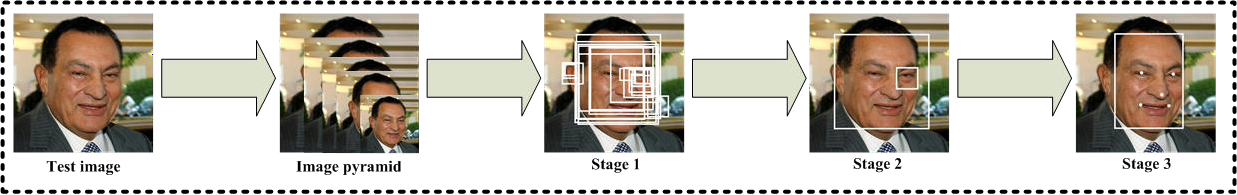 Test image
Image pyramid
Stage 1
Stage 2
Stage 3